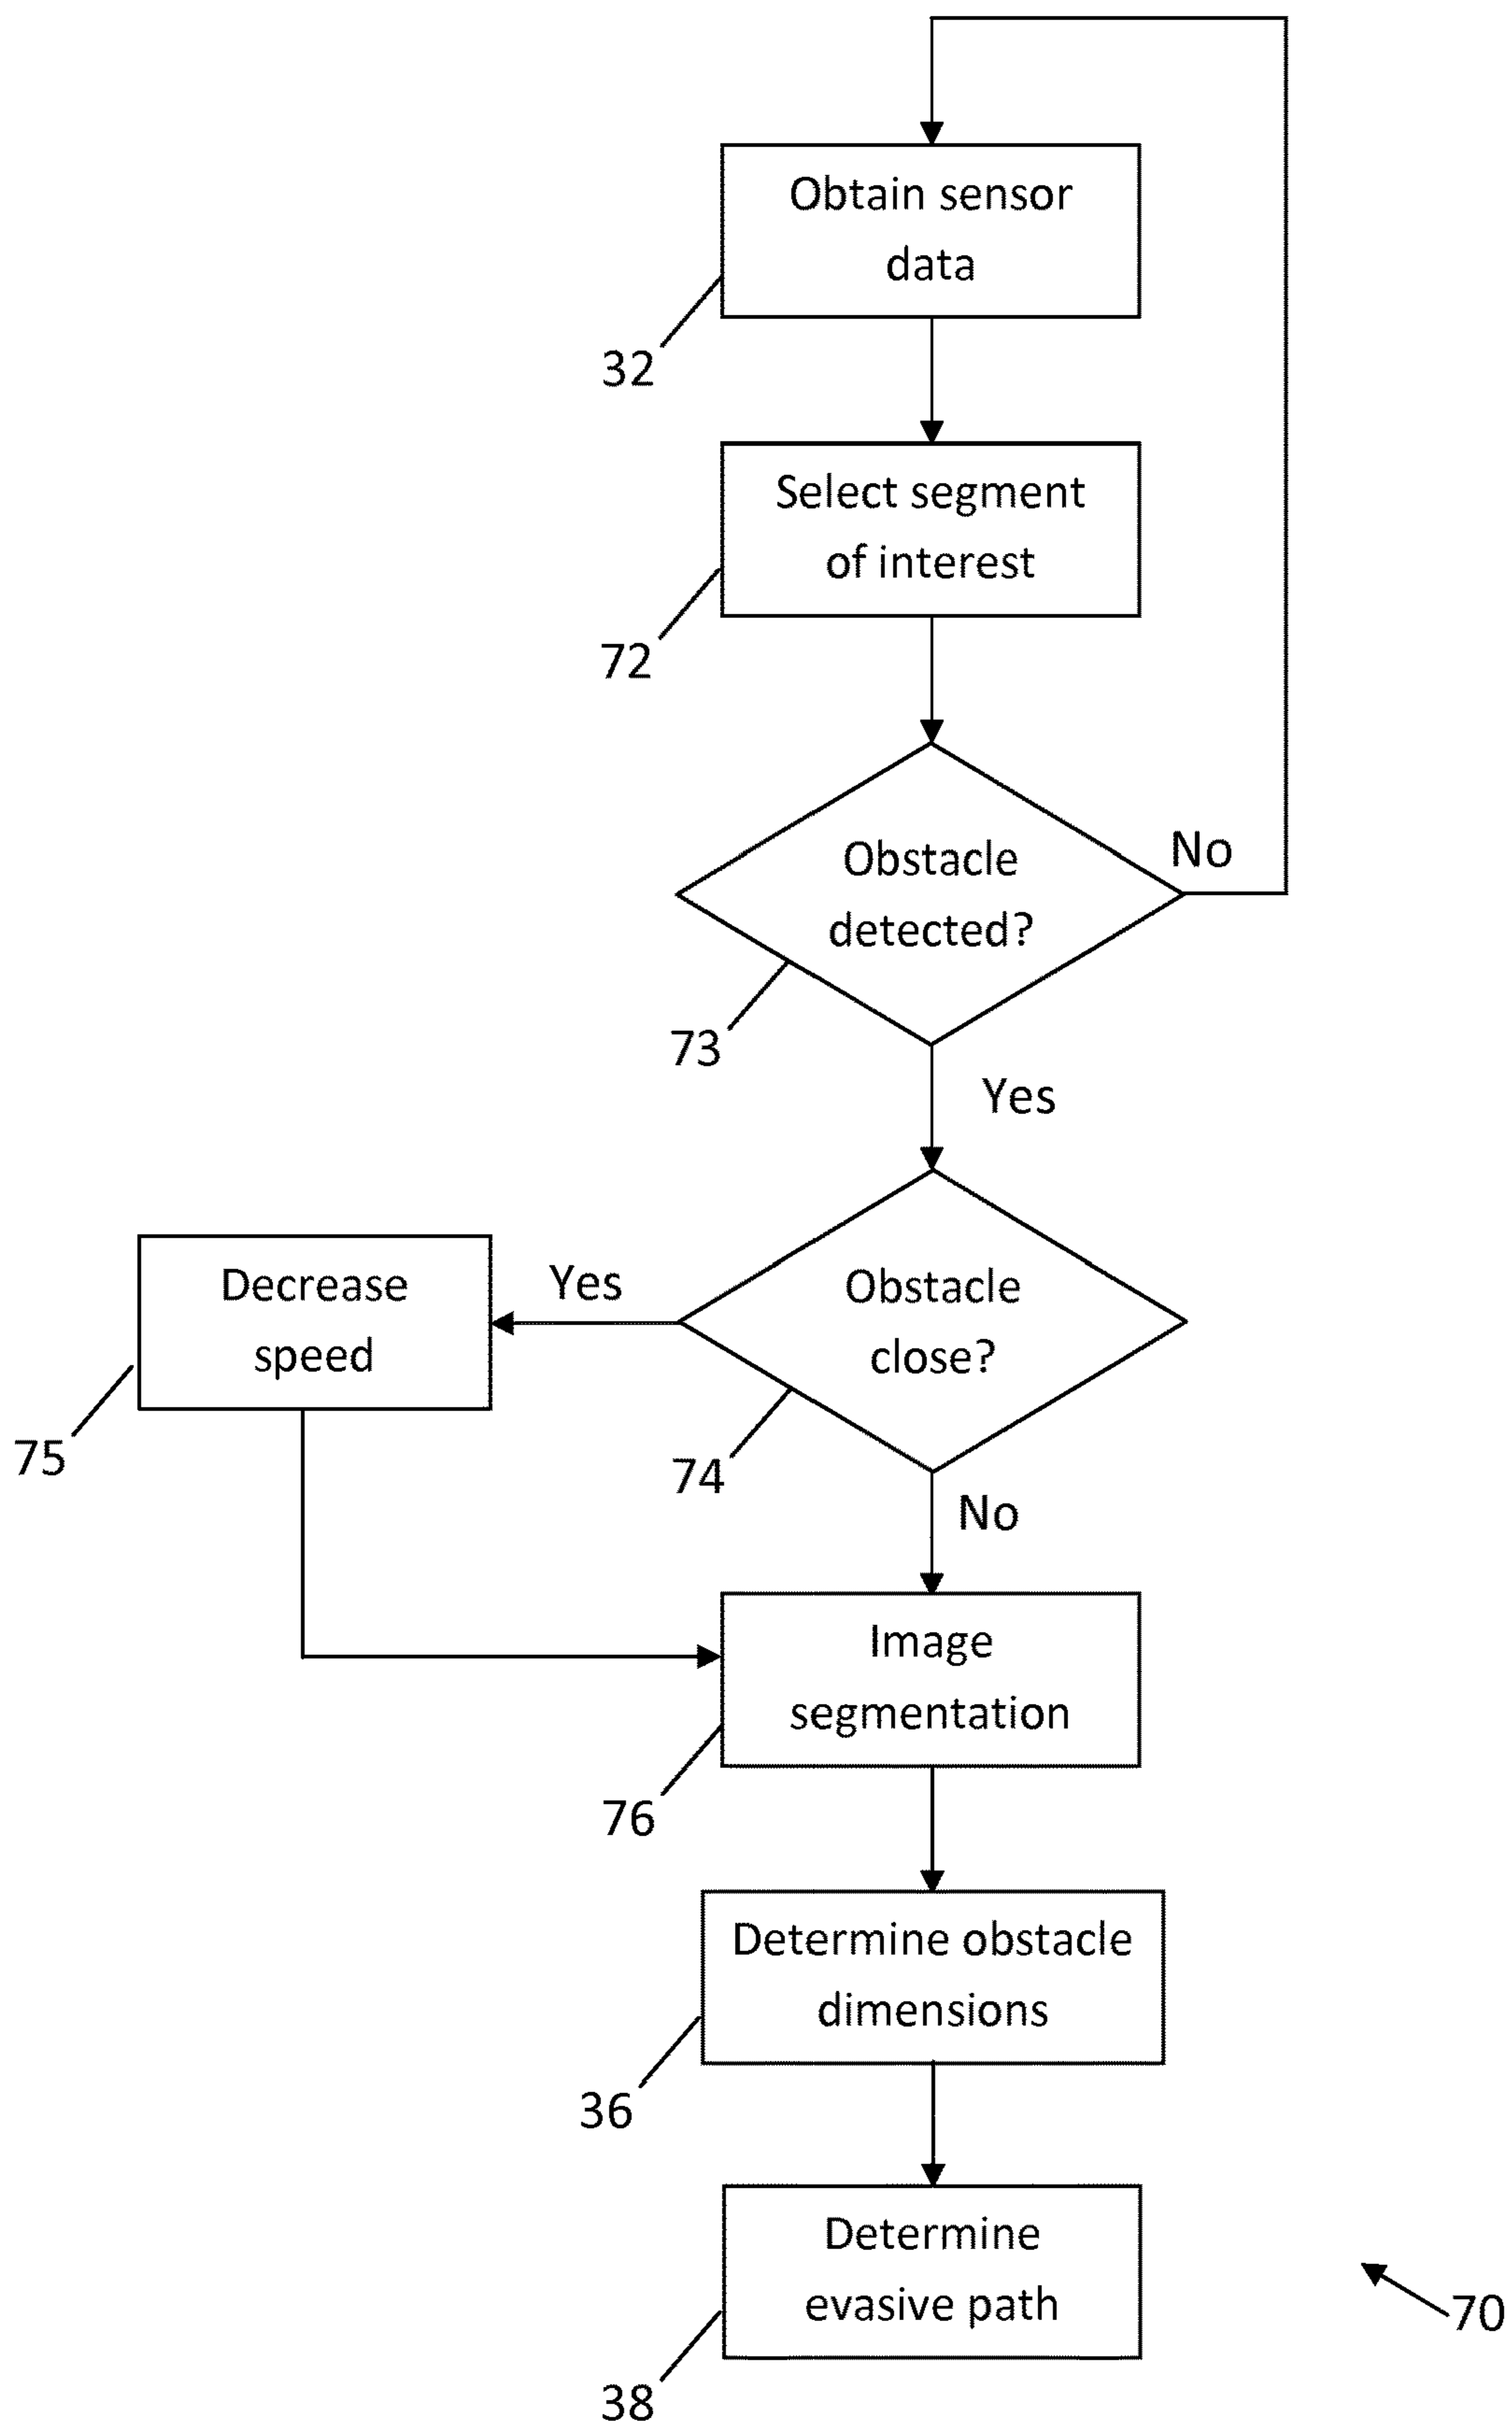 Obtain sensor
data
32
Select segment
of interest
72
Obstacle
detected?
No
73
Yes
Obstacle
close?
Yes
Decrease
speed
75
74
No
Image
segmentation
76
Determine obstacle
dimensions
36
Determine
evasive path
38
70